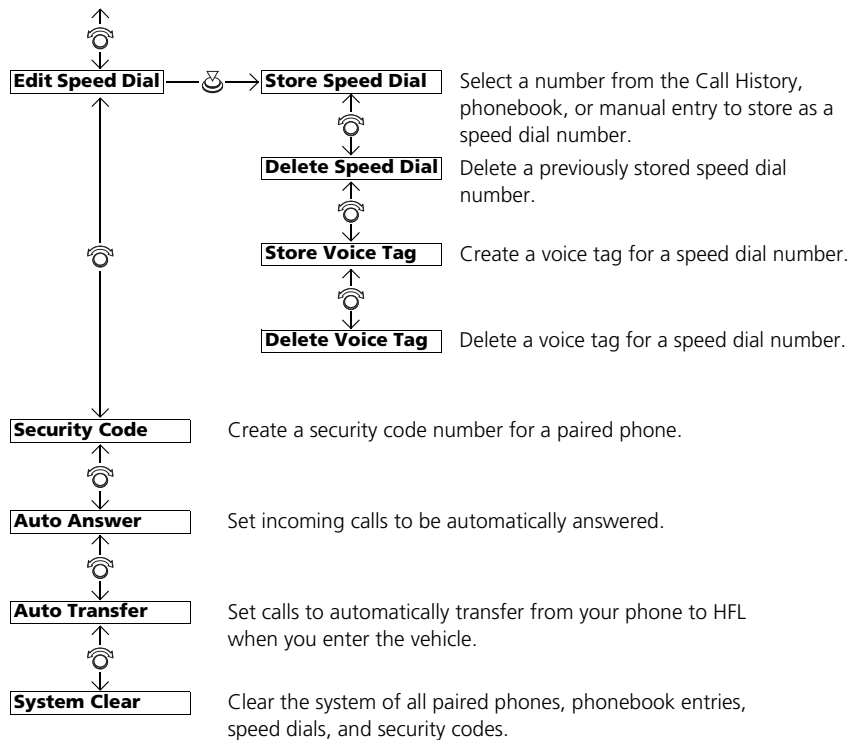 Edit Speed Dial
Store Speed Dial
Select a number from the Call History,
phonebook, or manual entry to store as a
speed dial number.
Delete Speed Dial
Delete a previously stored speed dial
number.
Store Voice Tag
Create a voice tag for a speed dial number.
Delete Voice Tag
Delete a voice tag for a speed dial number.
Security Code
Create a security code number for a paired phone.
Auto Answer
Set incoming calls to be automatically answered.
Auto Transfer
Set calls to automatically transfer from your phone to HFL
when you enter the vehicle.
System Clear
Clear the system of all paired phones, phonebook entries,
speed dials, and security codes.